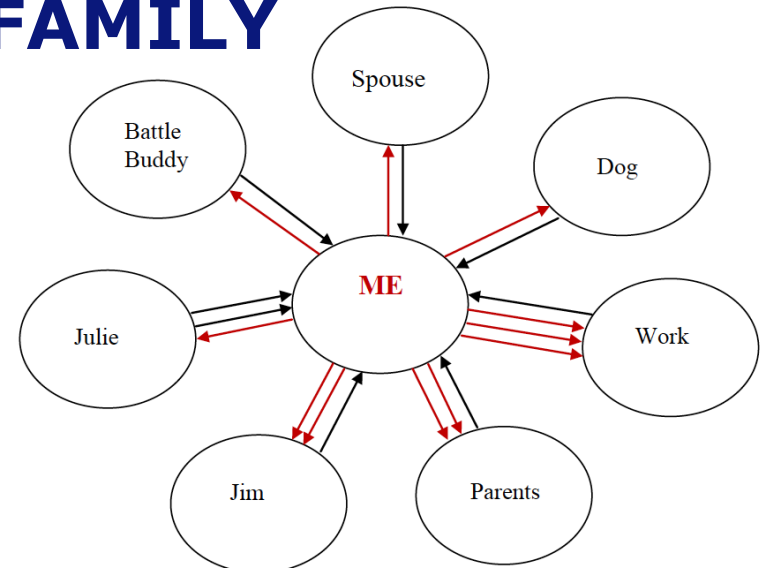 FAMILY
Spouse
Battle
Buddy
Dog
ME
Julie
Work
Jim
Parents